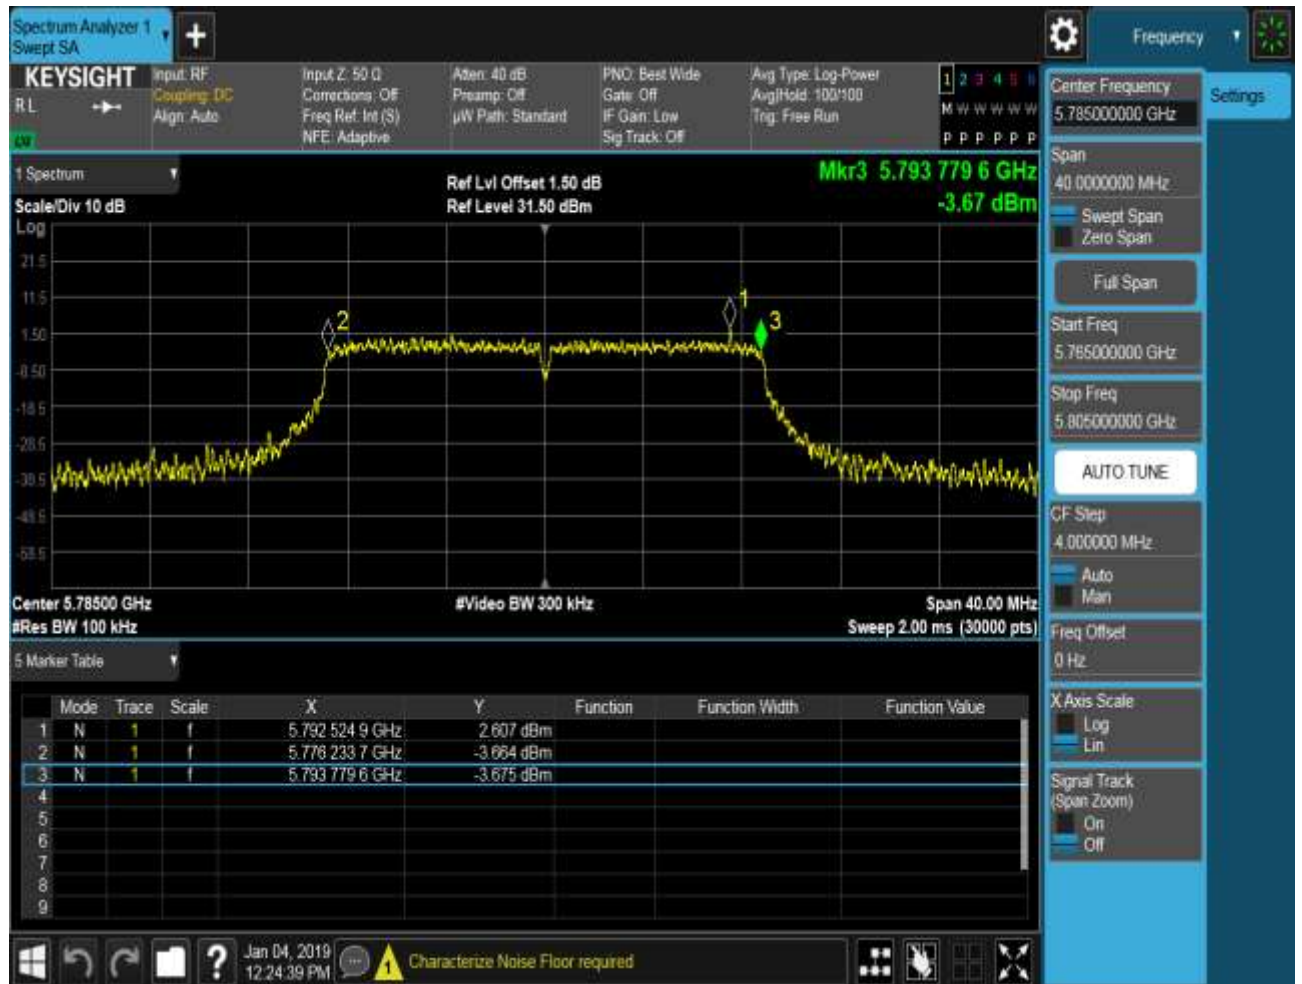 Spectrum Analyzer 1
Swept SA
+
Frequency
KEYSIGHT
RL
Input: RF
Coupling: DC
Align: Auto
Input Z: 50 Ω
Corrections: Off
Freq Ref: Int (S)
NFE: Adaptive
Atten: 40 dB
Preamp: Off
µW Path: Standard
PNO: Best Wide
Gate: Off
IF Gain: Low
Sig Track: Off
Avg Type: Log-Power
Avg|Hold: 100/100
Trig: Free Run
1 2 3 4 5 6
M W W W W W
P P P P P P
1 Spectrum
Scale/Div 10 dB
Ref Lvl Offset 1.50 dB
Ref Level 31.50 dBm
Mkr3 5.793 779 6 GHz
-3.67 dBm
Log
21.5
11.5
1.50
-8.50
-18.5
-28.5
-38.5
-48.5
-58.5
2
1
3
Center 5.78500 GHz
#Res BW 100 kHz
#Video BW 300 kHz
Span 40.00 MHz
Sweep 2.00 ms (30000 pts)
5 Marker Table
Mode Trace Scale X Y Function Function Width Function Value
1 N 1 f 5.792 524 9 GHz 2.607 dBm
2 N 1 f 5.776 233 7 GHz -3.664 dBm
3 N 1 f 5.793 779 6 GHz -3.675 dBm
4
5
6
7
8
9
? Jan 04, 2019
12:24:39 PM
1
Characterize Noise Floor required
Settings
Center Frequency
5.785000000 GHz
Span
40.0000000 MHz
Swept Span
Zero Span
Full Span
Start Freq
5.765000000 GHz
Stop Freq
5.805000000 GHz
AUTO TUNE
CF Step
4.000000 MHz
Auto
Man
Freq Offset
0 Hz
X Axis Scale
Log
Lin
Signal Track
(Span Zoom)
On
Off